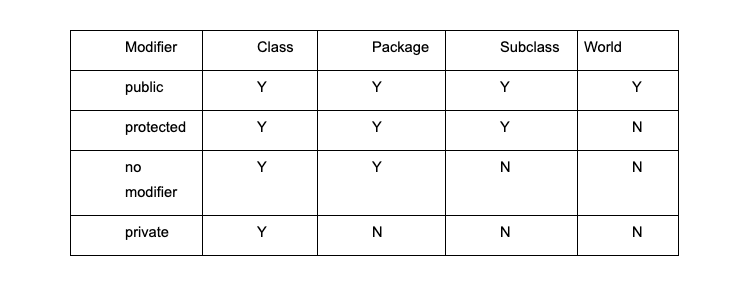 Modifier Class Package Subclass World
public Y Y Y Y
protected Y Y Y N
no
modifier Y Y N N
private Y N N N